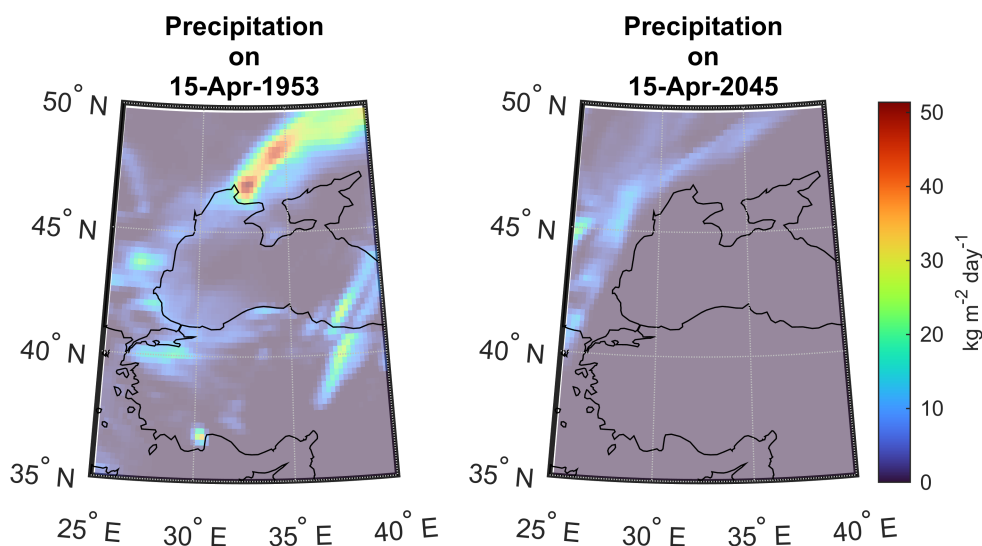 Precipitation
on
15-Apr-1953
50° N
45° N
40° N
35° N
25° E
30° E
35° E
40° E
Precipitation
on
15-Apr-2045
50° N
45° N
40° N
35° N
25° E
30° E
35° E
40° E
50
40
30
20
10
0
kg m⁻² day⁻¹